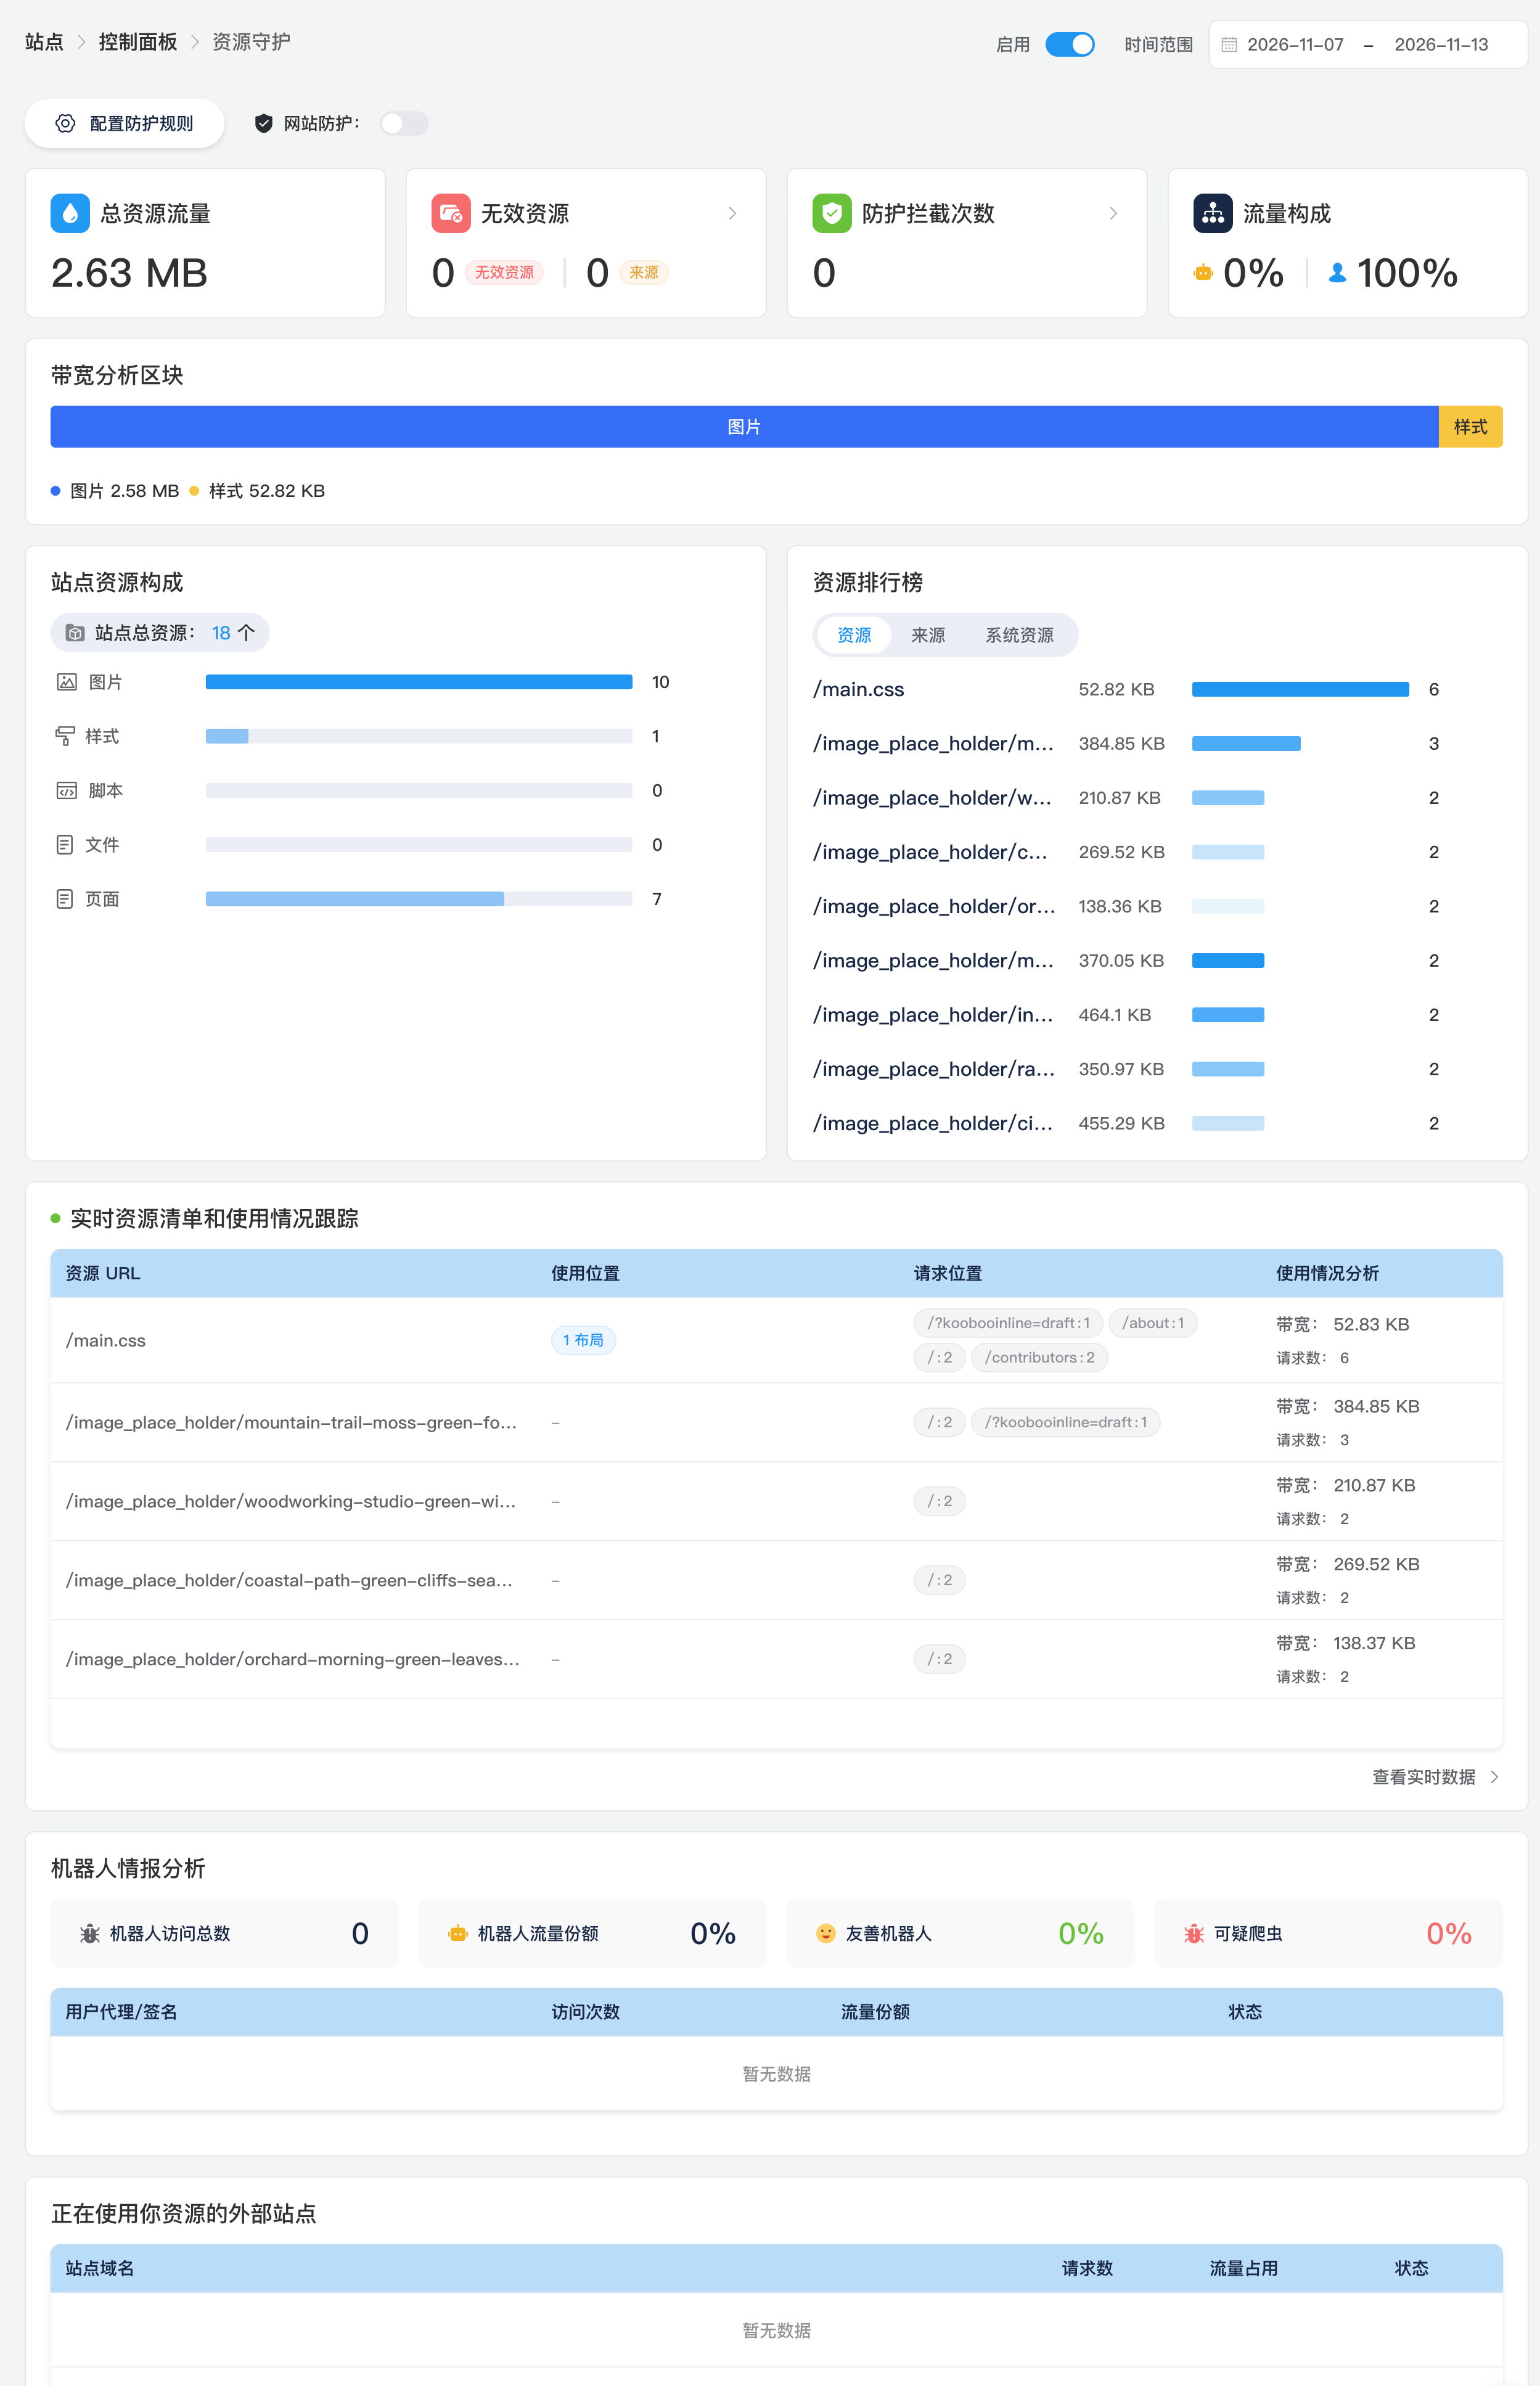 站点 > 控制面板 > 资源守护
启用 时间范围 2026-11-07 – 2026-11-13
配置防护规则 网站防护：
总资源流量
2.63 MB
无效资源
0 无效资源 0 来源
防护拦截次数
0
流量构成
0% 100%
带宽分析区块
图片 样式
图片 2.58 MB 样式 52.82 KB
站点资源构成
站点总资源： 18 个
图片 10
样式 1
脚本 0
文件 0
页面 7
资源排行榜
资源 来源 系统资源
/main.css 52.82 KB 6
/image_place_holder/m... 384.85 KB 3
/image_place_holder/w... 210.87 KB 2
/image_place_holder/c... 269.52 KB 2
/image_place_holder/or... 138.36 KB 2
/image_place_holder/m... 370.05 KB 2
/image_place_holder/in... 464.1 KB 2
/image_place_holder/ra... 350.97 KB 2
/image_place_holder/ci... 455.29 KB 2
实时资源清单和使用情况跟踪
资源 URL 使用位置 请求位置 使用情况分析
/main.css 1 布局
/?koobooinline=draft:1 /about:1
/:2 /contributors:2
带宽： 52.83 KB
请求数： 6
/image_place_holder/mountain-trail-moss-green-fo... – /:2 /?koobooinline=draft:1
带宽： 384.85 KB
请求数： 3
/image_place_holder/woodworking-studio-green-wi... – /:2
带宽： 210.87 KB
请求数： 2
/image_place_holder/coastal-path-green-cliffs-sea... – /:2
带宽： 269.52 KB
请求数： 2
/image_place_holder/orchard-morning-green-leaves... – /:2
带宽： 138.37 KB
请求数： 2
查看实时数据 >
机器人情报分析
机器人访问总数 0 机器人流量份额 0% 友善机器人 0% 可疑爬虫 0%
用户代理/签名 访问次数 流量份额 状态
暂无数据
正在使用你资源的外部站点
站点域名 请求数 流量占用 状态
暂无数据